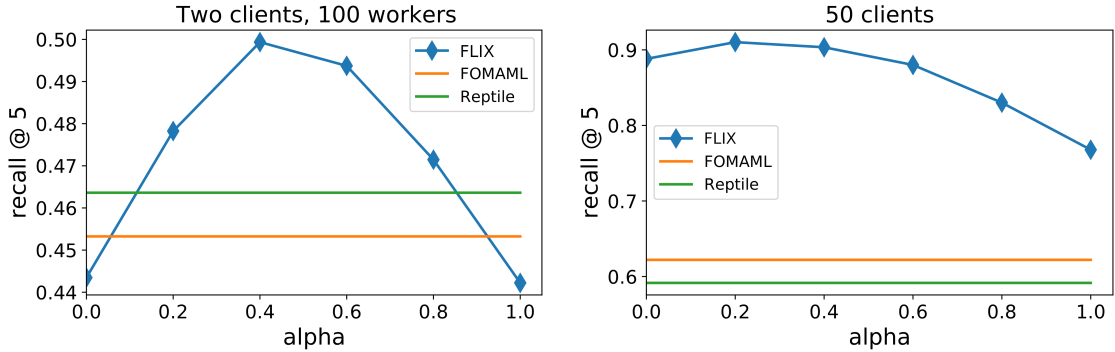 Two clients, 100 workers
recall @ 5
0.50
0.49
0.48
0.47
0.46
0.45
0.44
FLIX
FOMAML
Reptile
0.0 0.2 0.4 0.6 0.8 1.0
alpha
50 clients
recall @ 5
0.9
0.8
0.7
0.6
FLIX
FOMAML
Reptile
0.0 0.2 0.4 0.6 0.8 1.0
alpha